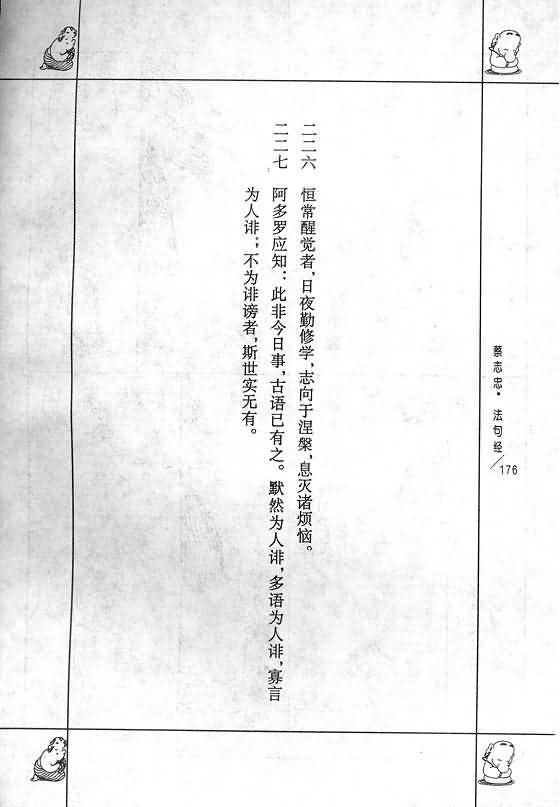 二二六 恒常醒觉者，日夜勤修学，志向于涅槃，息灭诸烦恼。
二二七 阿多罗应知：此非今日事，古语已有之。默然为人诽，多语为人诽，寡言
为人诽；不为诽谤者，斯世实无有。
蔡志忠·法句经/176